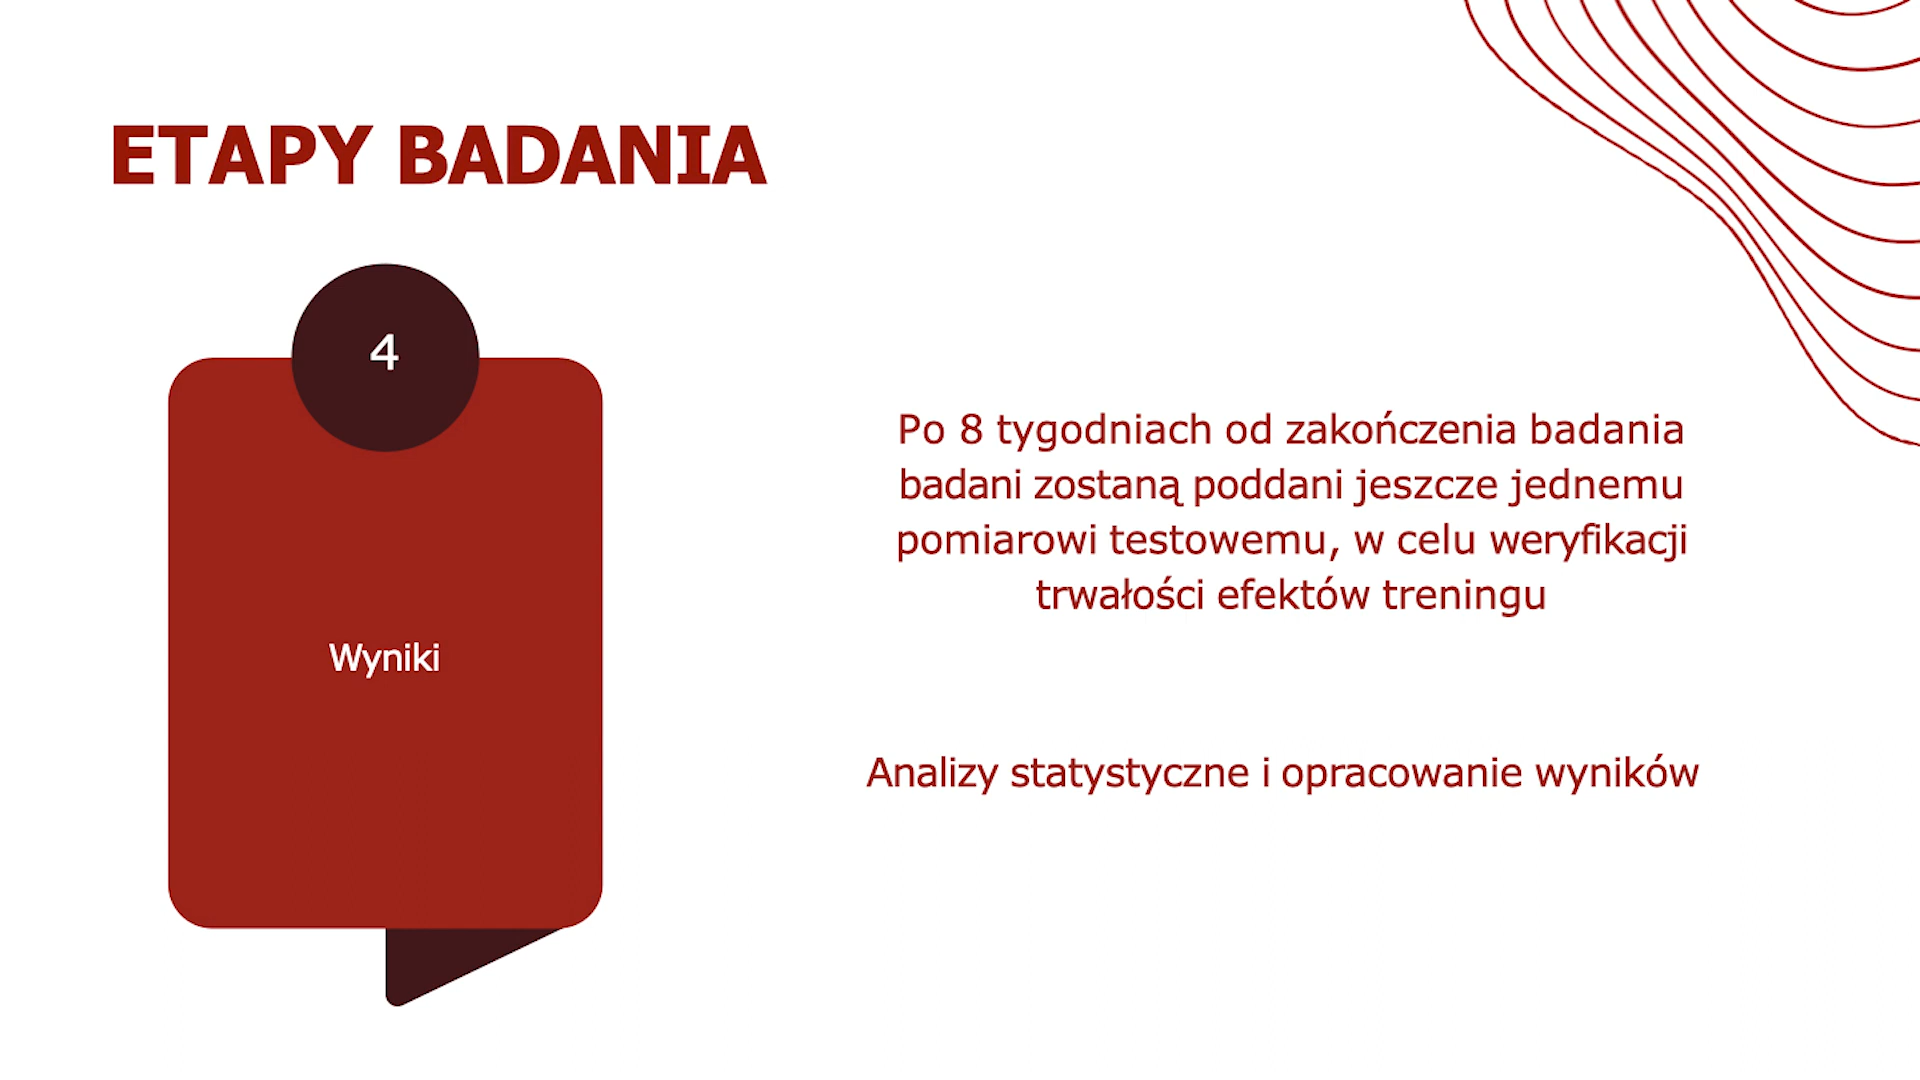 ETAPY BADANIA
4
Wyniki
Po 8 tygodniach od zakończenia badania
badani zostaną poddani jeszcze jednemu
pomiarowi testowemu, w celu weryfikacji
trwałości efektów treningu
Analizy statystyczne i opracowanie wyników